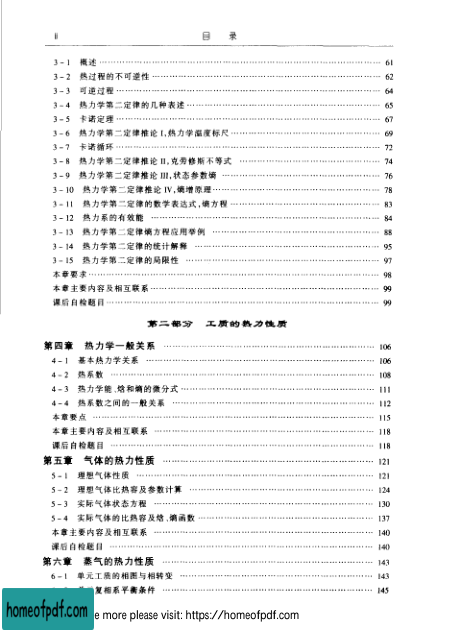 ii 目 录
3-1 概述 61
3-2 热过程的不可逆性 62
3-3 可逆过程 64
3-4 热力学第二定律的几种表述 65
3-5 卡诺定理 67
3-6 热力学第二定律推论 I,热力学温度标尺 69
3-7 卡诺循环 72
3-8 热力学第二定律推论 II,克劳修斯不等式 74
3-9 热力学第二定律推论 III,状态参数熵 76
3-10 热力学第二定律推论 IV,熵增原理 78
3-11 热力学第二定律的数学表达式,熵方程 83
3-12 热力系的有效能 84
3-13 热力学第二定律熵方程应用举例 88
3-14 热力学第二定律的统计解释 95
3-15 热力学第二定律的局限性 97
本章要求 98
本章主要内容及相互联系 99
课后自检题目 99
第二部分 工质的热力性质
第四章 热力学一般关系 106
4-1 基本热力学关系 106
4-2 热系数 108
4-3 热力学能、焓和熵的微分式 111
4-4 热系数之间的一般关系 112
本章要点 115
本章主要内容及相互联系 118
课后自检题目 118
第五章 气体的热力性质 121
5-1 理想气体性质 121
5-2 理想气体比热容及参数计算 124
5-3 实际气体状态方程 130
5-4 实际气体的比热容及焓、熵函数 137
本章主要内容及相互联系 140
课后自检题目 140
第六章 蒸气的热力性质 143
6-1 单元工质的相图与相转变 143
复相系平衡条件 145
homeofpdf.com
e more please visit: https://homeofpdf.com